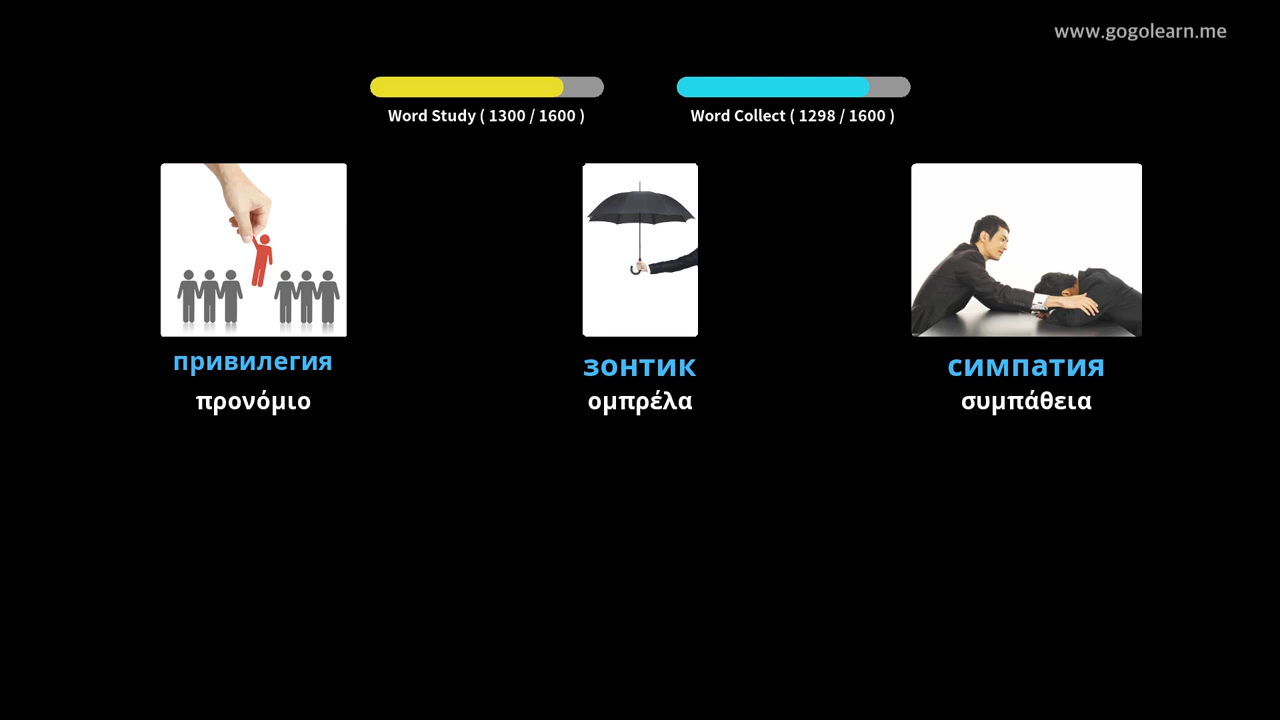 www.gogolearn.me
Word Study ( 1300 / 1600 )
Word Collect ( 1298 / 1600 )
привилегия
προνόμιο
зонтик
ομπρέλα
симпатия
συμπάθεια